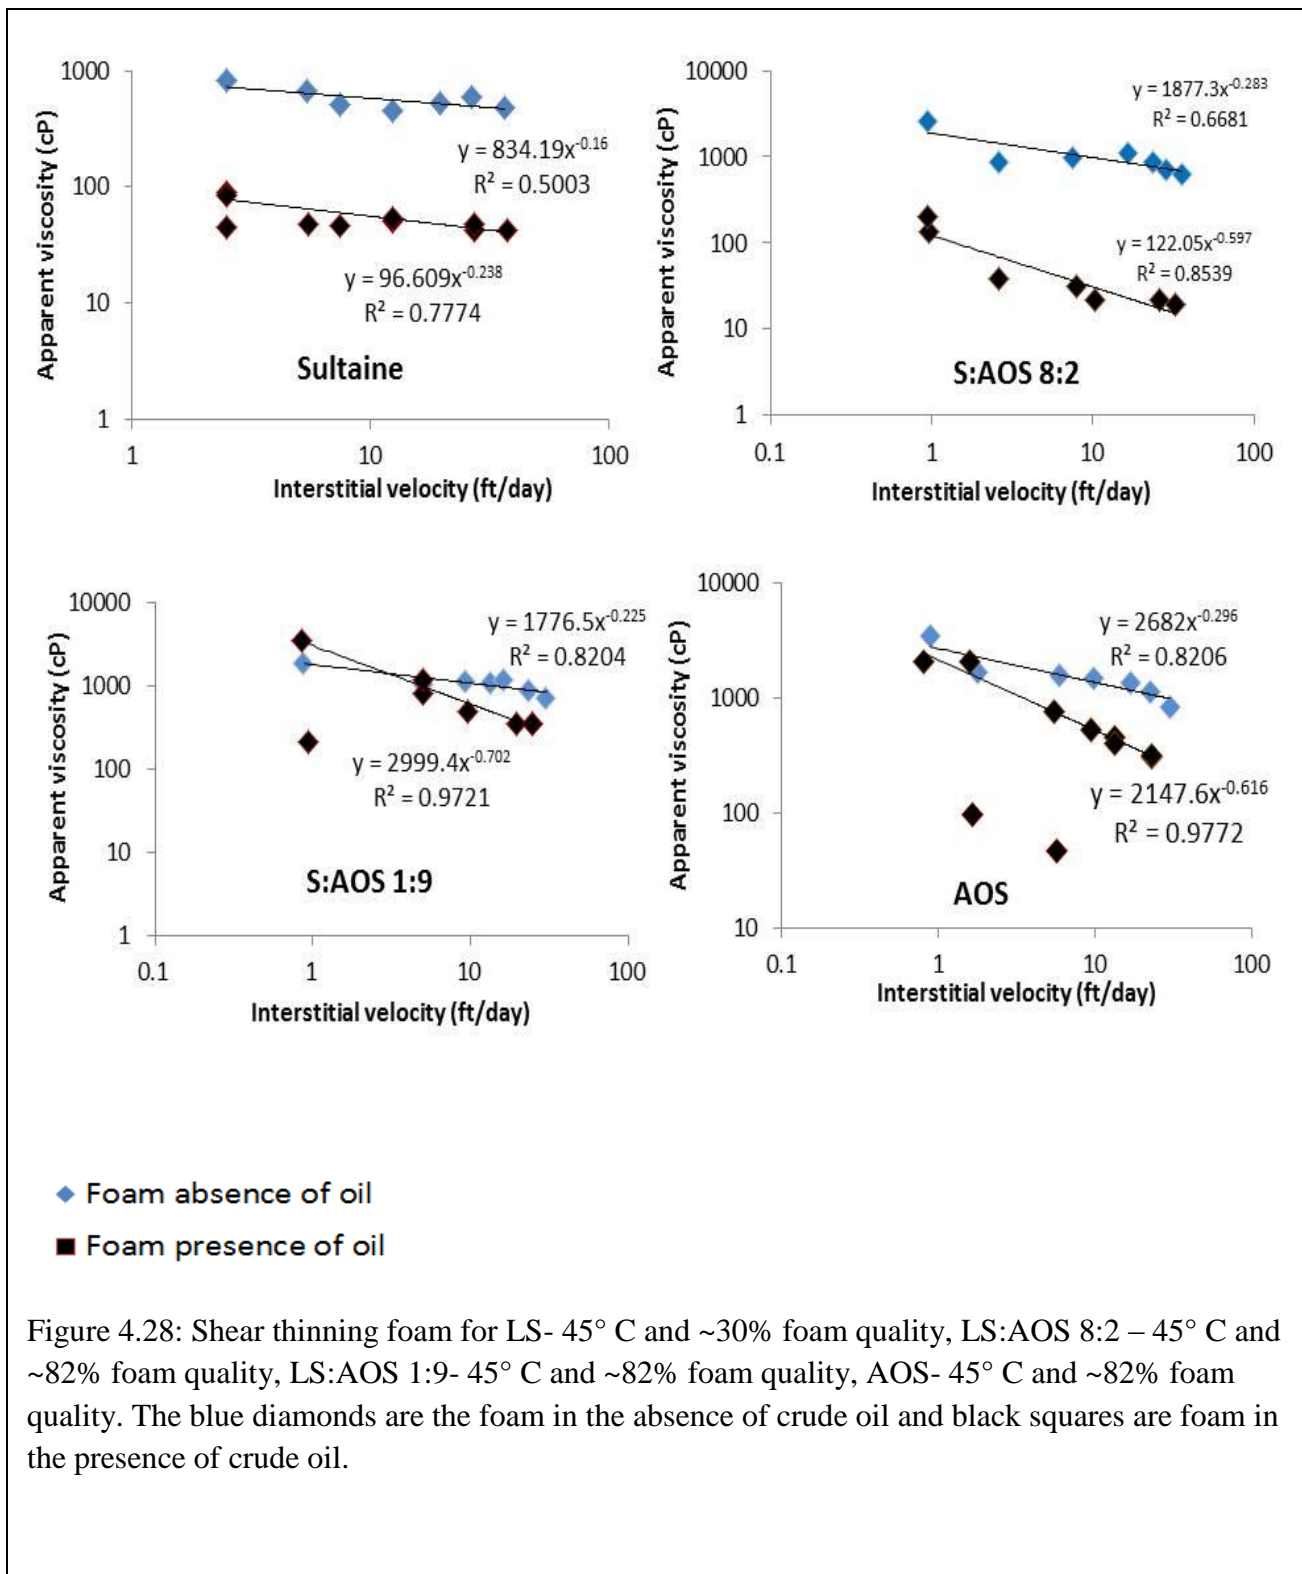 1000
100
10
1
1
10
100
Apparent viscosity (cP)
Interstitial velocity (ft/day)
y = 834.19x^-0.16
R² = 0.5003
y = 96.609x^-0.238
R² = 0.7774
Sultaine
10000
1000
100
10
1
0.1
1
10
100
Apparent viscosity (cP)
Interstitial velocity (ft/day)
y = 1877.3x^-0.283
R² = 0.6681
y = 122.05x^-0.597
R² = 0.8539
S:AOS 8:2
10000
1000
100
10
1
0.1
1
10
100
Apparent viscosity (cP)
Interstitial velocity (ft/day)
y = 1776.5x^-0.225
R² = 0.8204
y = 2999.4x^-0.702
R² = 0.9721
S:AOS 1:9
10000
1000
100
10
0.1
1
10
100
Apparent viscosity (cP)
Interstitial velocity (ft/day)
y = 2682x^-0.296
R² = 0.8206
y = 2147.6x^-0.616
R² = 0.9772
AOS
Foam absence of oil
Foam presence of oil
Figure 4.28: Shear thinning foam for LS- 45° C and ~30% foam quality, LS:AOS 8:2 – 45° C and
~82% foam quality, LS:AOS 1:9- 45° C and ~82% foam quality, AOS- 45° C and ~82% foam
quality. The blue diamonds are the foam in the absence of crude oil and black squares are foam in
the presence of crude oil.